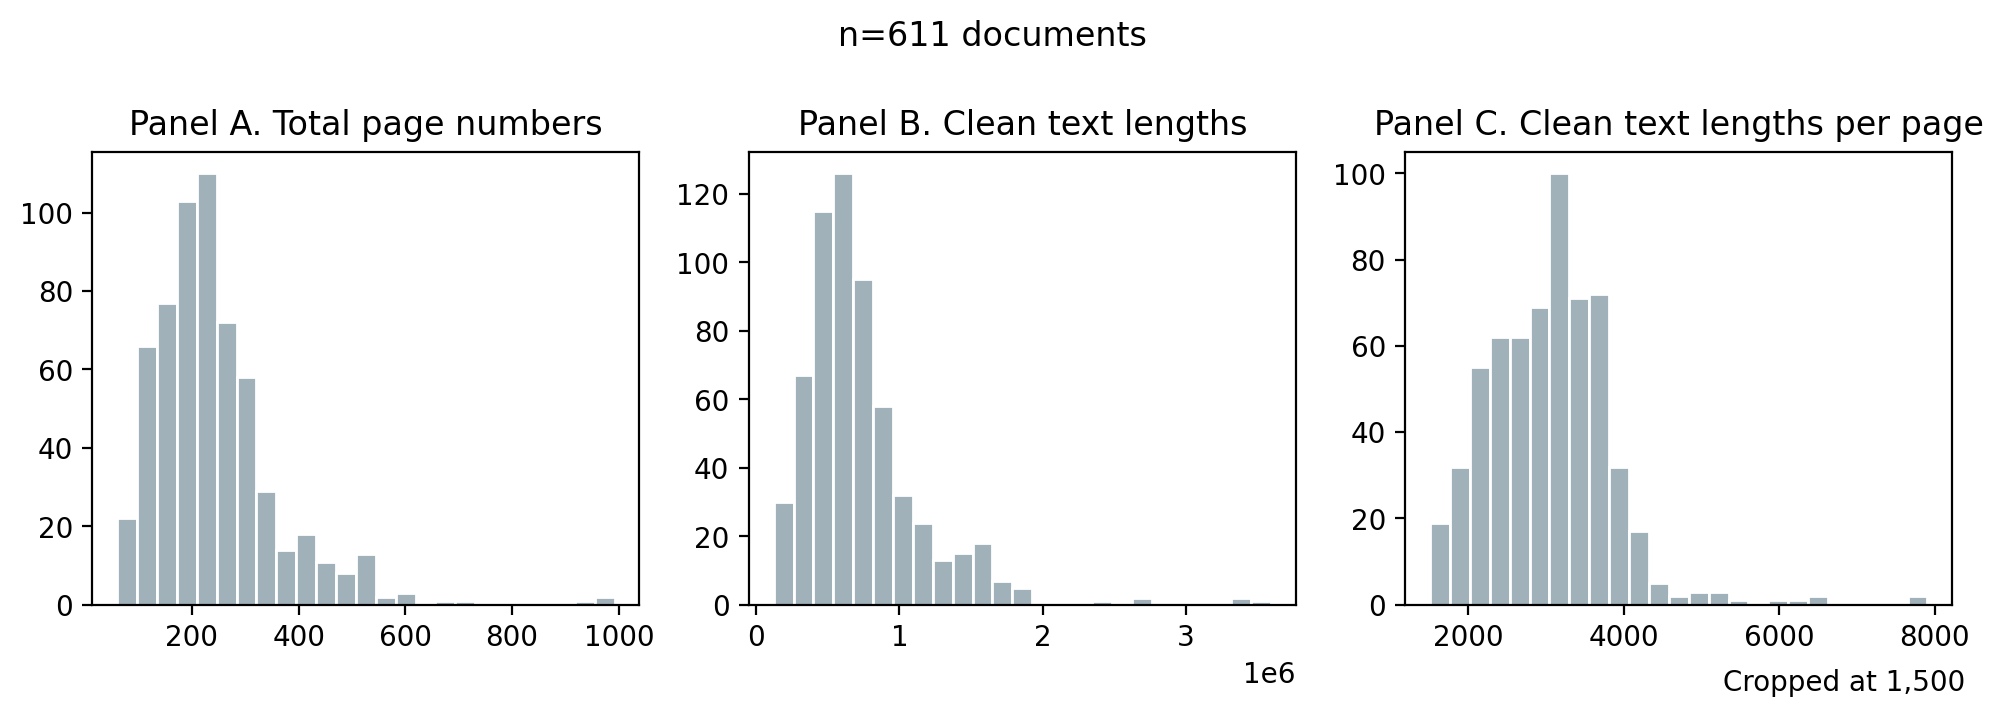 n=611 documents
Panel A. Total page numbers
100
80
60
40
20
0
200 400 600 800 1000
Panel B. Clean text lengths
120
100
80
60
40
20
0
0 1 2 3
1e6
Panel C. Clean text lengths per page
100
80
60
40
20
0
2000 4000 6000 8000
Cropped at 1,500